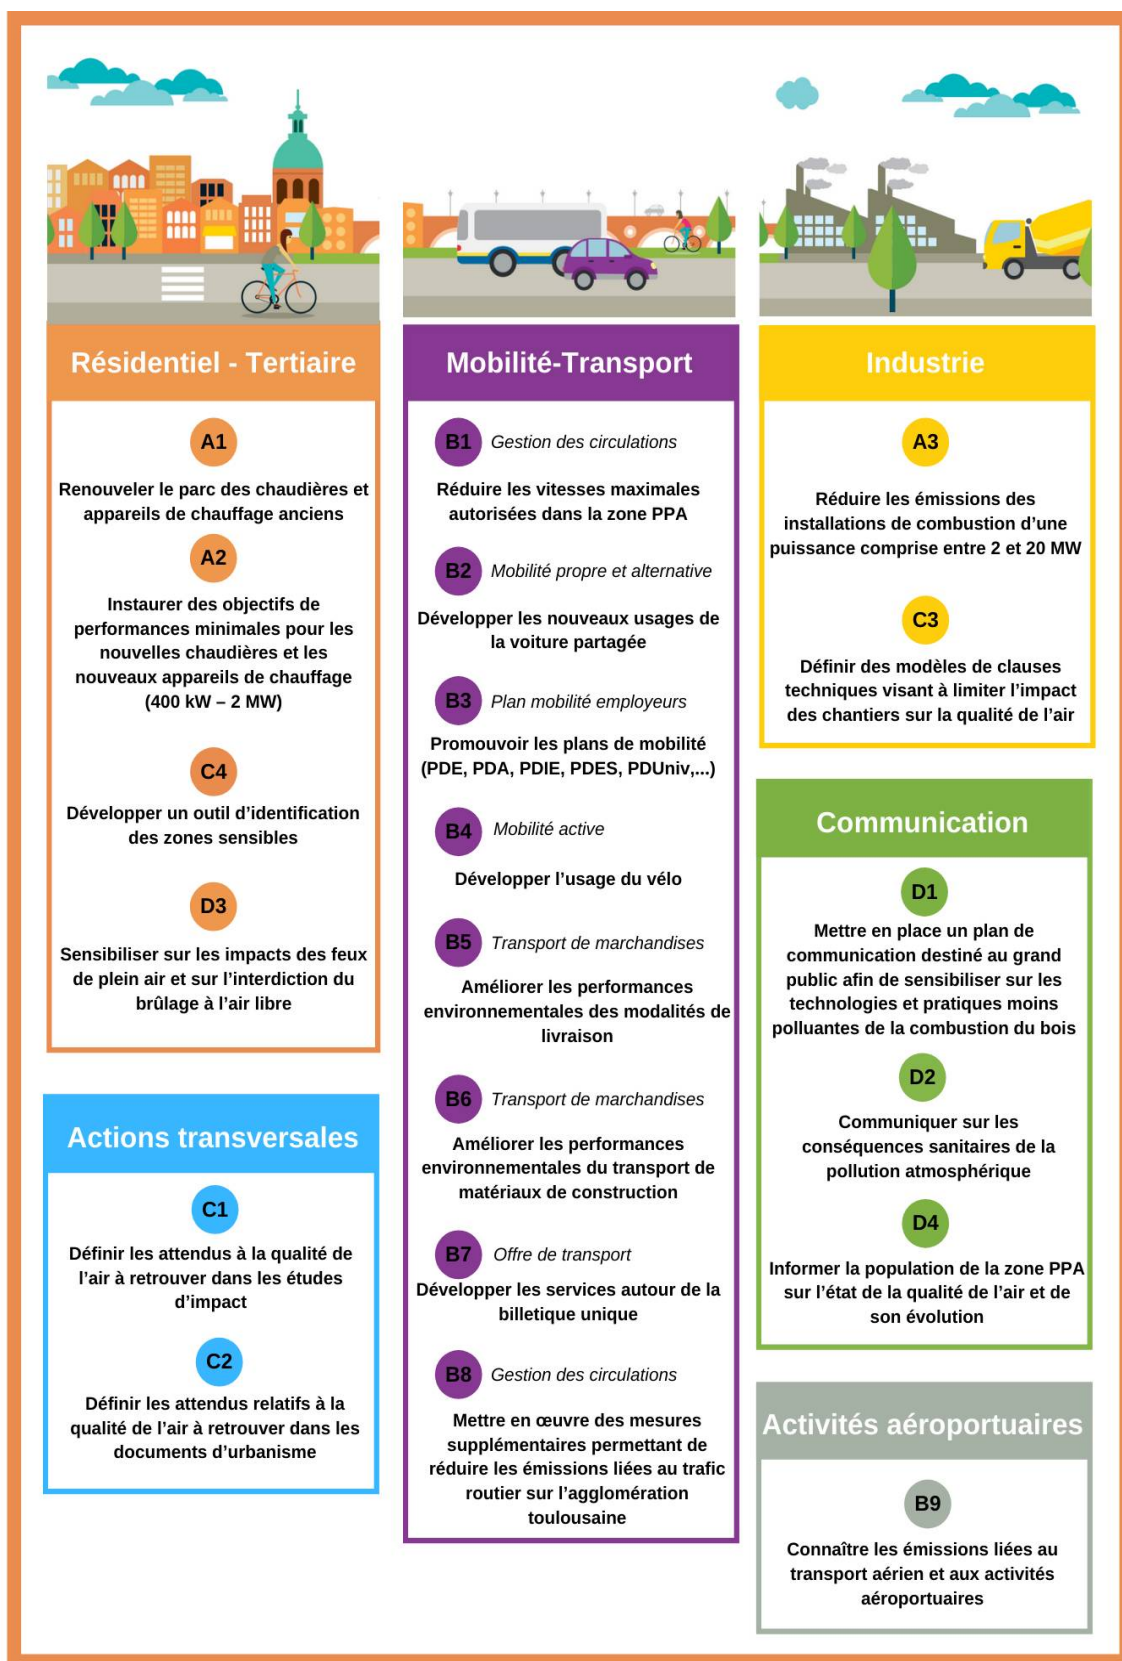 Résidentiel - Tertiaire
A1
Renouveler le parc des chaudières et
appareils de chauffage anciens
A2
Instaurer des objectifs de
performances minimales pour les
nouvelles chaudières et les
nouveaux appareils de chauffage
(400 kW – 2 MW)
C4
Développer un outil d’identification
des zones sensibles
D3
Sensibiliser sur les impacts des feux
de plein air et sur l’interdiction du
brûlage à l’air libre
Actions transversales
C1
Définir les attendus à la qualité de
l’air à retrouver dans les études
d’impact
C2
Définir les attendus relatifs à la
qualité de l’air à retrouver dans les
documents d’urbanisme
Mobilité-Transport
B1 Gestion des circulations
Réduire les vitesses maximales
autorisées dans la zone PPA
B2 Mobilité propre et alternative
Développer les nouveaux usages de
la voiture partagée
B3 Plan mobilité employeurs
Promouvoir les plans de mobilité
(PDE, PDA, PDIE, PDES, PDUniv,...)
B4 Mobilité active
Développer l’usage du vélo
B5 Transport de marchandises
Améliorer les performances
environnementales des modalités de
livraison
B6 Transport de marchandises
Améliorer les performances
environnementales du transport de
matériaux de construction
B7 Offre de transport
Développer les services autour de la
billetique unique
B8 Gestion des circulations
Mettre en œuvre des mesures
supplémentaires permettant de
réduire les émissions liées au trafic
routier sur l’agglomération
toulousaine
Industrie
A3
Réduire les émissions des
installations de combustion d’une
puissance comprise entre 2 et 20 MW
C3
Définir des modèles de clauses
techniques visant à limiter l’impact
des chantiers sur la qualité de l’air
Communication
D1
Mettre en place un plan de
communication destiné au grand
public afin de sensibiliser sur les
technologies et pratiques moins
polluantes de la combustion du bois
D2
Communiquer sur les
conséquences sanitaires de la
pollution atmosphérique
D4
Informer la population de la zone PPA
sur l’état de la qualité de l’air et de
son évolution
Activités aéroportuaires
B9
Connaître les émissions liées au
transport aérien et aux activités
aéroportuaires